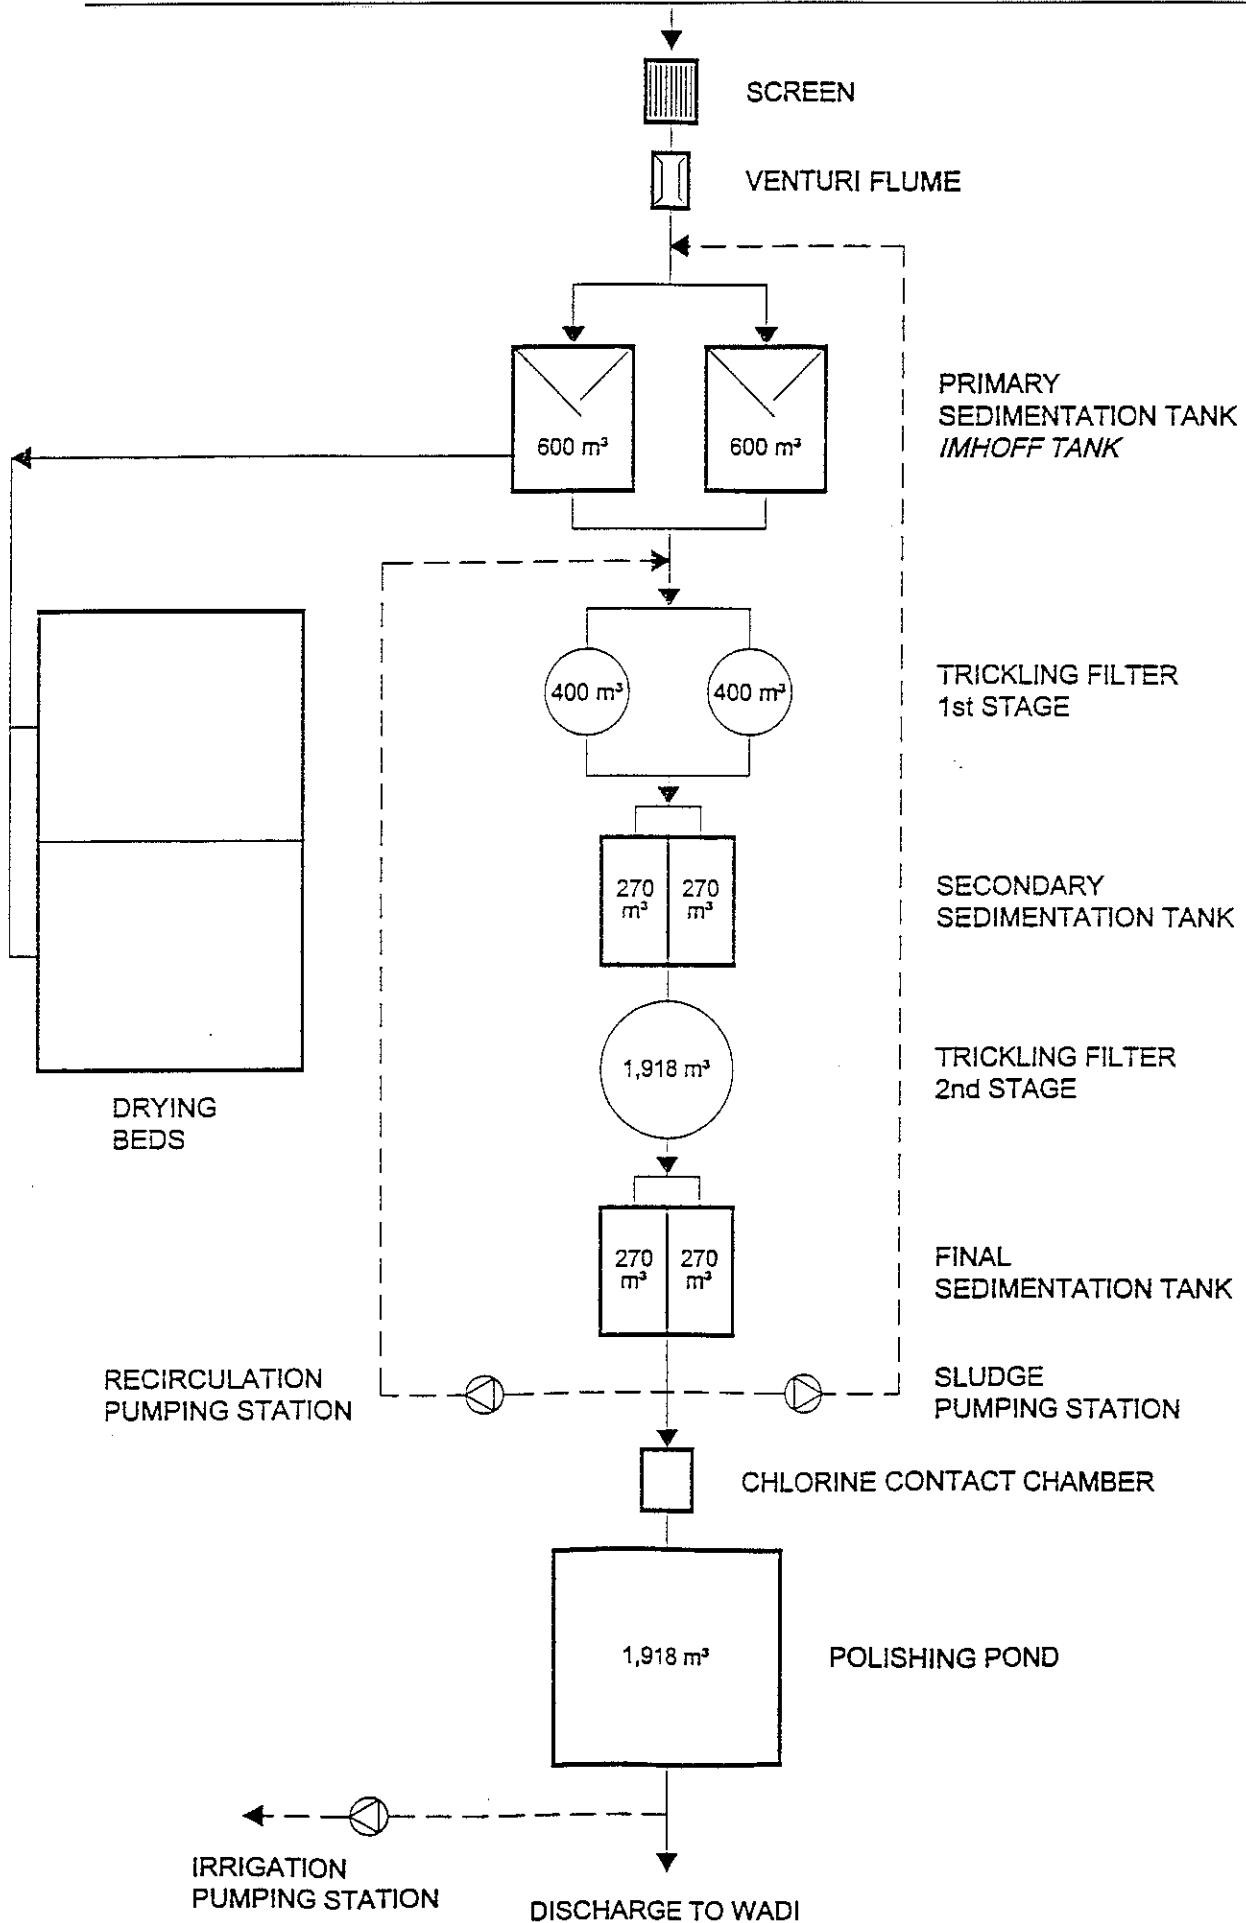 SCREEN
VENTURI FLUME
PRIMARY
SEDIMENTATION TANK
IMHOFF TANK
600 m³
600 m³
TRICKLING FILTER
1st STAGE
400 m³
400 m³
270
m³
270
m³
SECONDARY
SEDIMENTATION TANK
1,918 m³
TRICKLING FILTER
2nd STAGE
DRYING
BEDS
270
m³
270
m³
FINAL
SEDIMENTATION TANK
RECIRCULATION
PUMPING STATION
SLUDGE
PUMPING STATION
CHLORINE CONTACT CHAMBER
1,918 m³
POLISHING POND
IRRIGATION
PUMPING STATION
DISCHARGE TO WADI